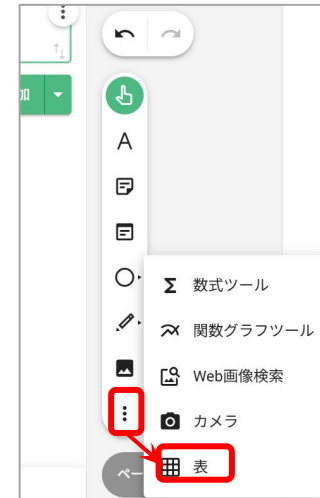 加
A
Σ 数式ツール
関数グラフツール
Web画像検索
カメラ
ペー
表